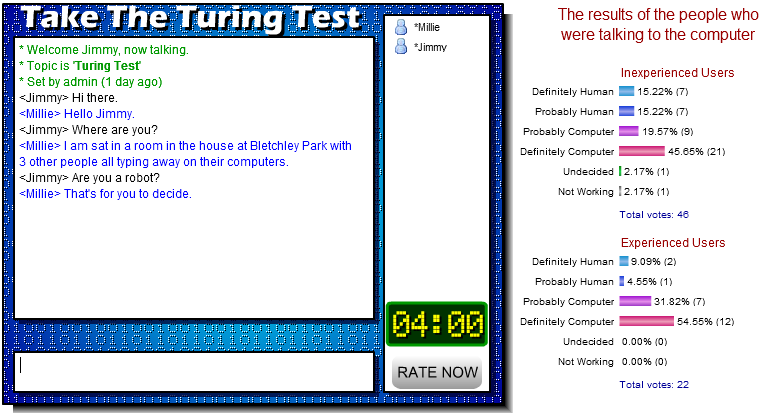 Take The Turing Test
* Welcome Jimmy, now talking.
* Topic is 'Turing Test'
* Set by admin (1 day ago)
<Jimmy> Hi there.
<Millie> Hello Jimmy.
<Jimmy> Where are you?
<Millie> I am sat in a room in the house at Bletchley Park with
3 other people all typing away on their computers.
<Jimmy> Are you a robot?
<Millie> That's for you to decide.
*Millie
*Jimmy
04:00
RATE NOW
The results of the people who
were talking to the computer
Inexperienced Users
Definitely Human 15.22% (7)
Probably Human 15.22% (7)
Probably Computer 19.57% (9)
Definitely Computer 45.65% (21)
Undecided 2.17% (1)
Not Working 2.17% (1)
Total votes: 46
Experienced Users
Definitely Human 9.09% (2)
Probably Human 4.55% (1)
Probably Computer 31.82% (7)
Definitely Computer 54.55% (12)
Undecided 0.00% (0)
Not Working 0.00% (0)
Total votes: 22